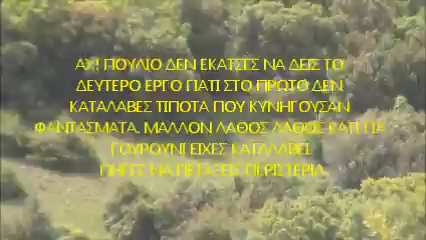 ΑΧ! ΠΟΥΛΙΟ ΔΕΝ ΕΚΑΤΣΕΣ ΝΑ ΔΕΙΣ ΤΟ
ΔΕΥΤΕΡΟ ΕΡΓΟ ΓΙΑΤΙ ΣΤΟ ΠΡΩΤΟ ΔΕΝ
ΚΑΤΑΛΑΒΕΣ ΤΙΠΟΤΑ ΠΟΥ ΚΥΝΗΓΟΥΣΑΝ
ΦΑΝΤΑΣΜΑΤΑ. ΜΑΛΛΟΝ ΛΑΘΟΣ ΛΑΘΟΣ ΚΑΤΙ ΓΙΑ
ΓΟΥΡΟΥΝΙ ΕΙΧΕΣ ΚΑΤΑΛΑΒΕΙ
ΠΗΓΕΣ ΝΑ ΠΕΤΑΞΕΙΣ ΠΕΡΙΣΤΕΡΙΑ